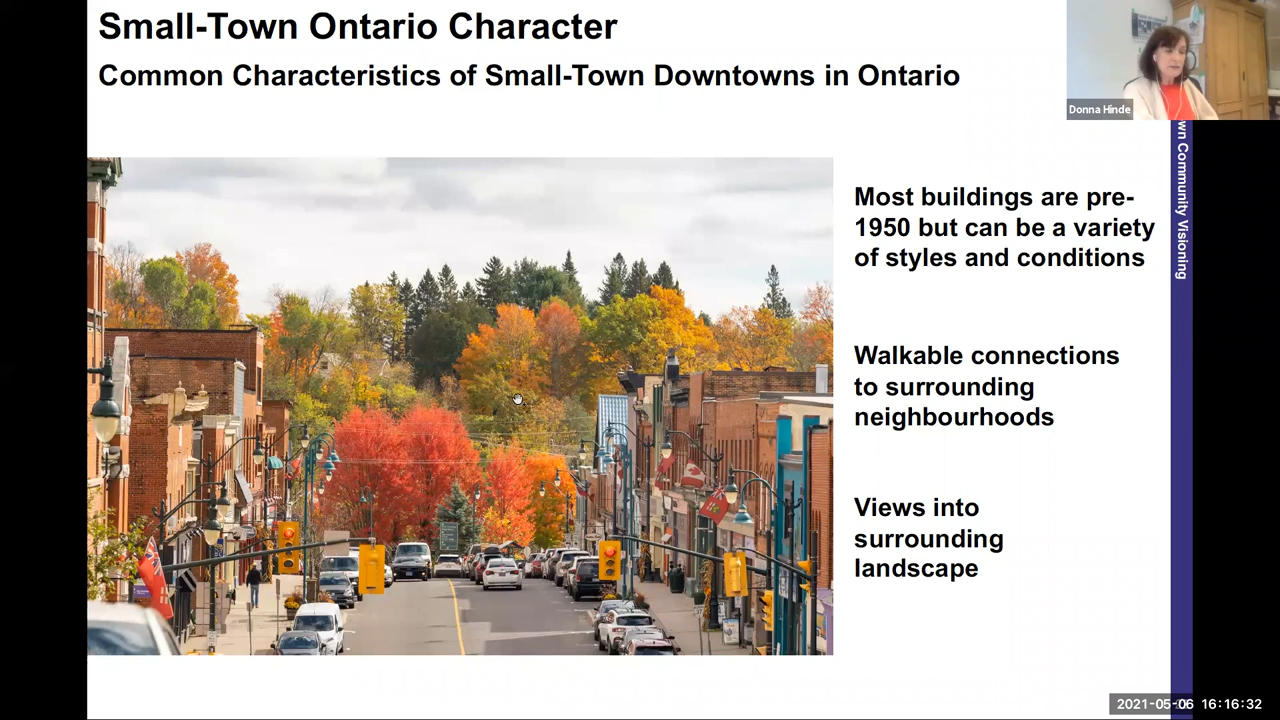 Small-Town Ontario Character
Common Characteristics of Small-Town Downtowns in Ontario
Donna Hinde
Most buildings are pre-
1950 but can be a variety
of styles and conditions
Walkable connections
to surrounding
neighbourhoods
Views into
surrounding
landscape
wn Community Visioning
2021-05-06 16:16:32